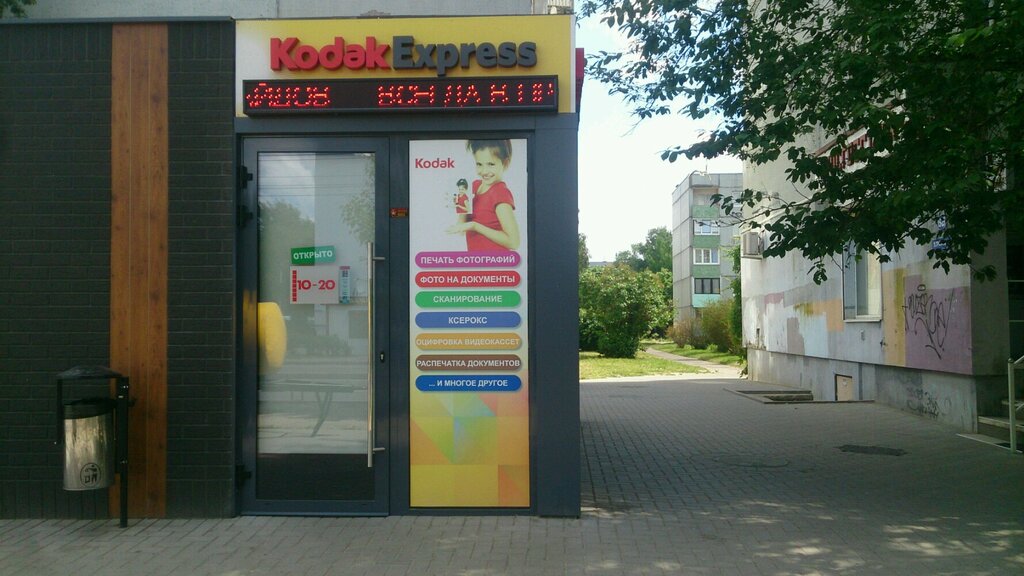 Kodak Express
Kodak
ОТКРЫТО
10-20
ПЕЧАТЬ ФОТОГРАФИЙ
ФОТО НА ДОКУМЕНТЫ
СКАНИРОВАНИЕ
КСЕРОКС
ОЦИФРОВКА ВИДЕОКАССЕТ
РАСПЕЧАТКА ДОКУМЕНТОВ
... И МНОГОЕ ДРУГОЕ